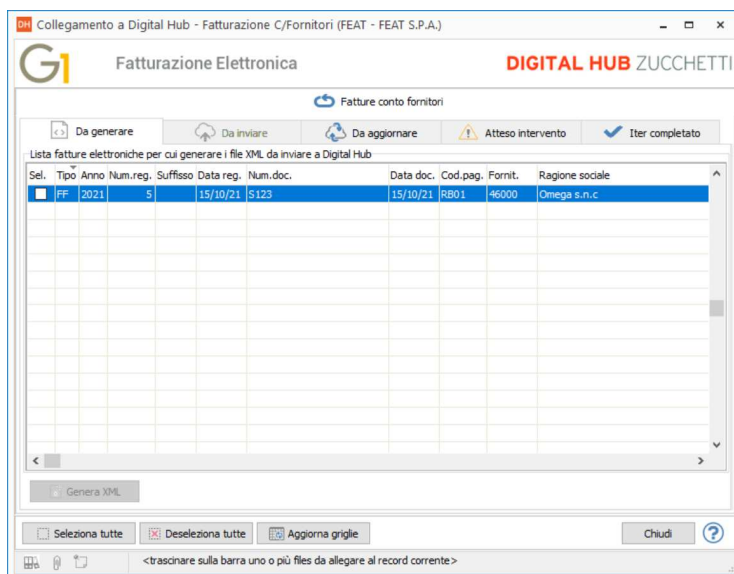 DH Collegamento a Digital Hub - Fatturazione C/Fornitori (FEAT - FEAT S.P.A.)
G1 Fatturazione Elettronica DIGITAL HUB ZUCCHETTI
Fatture conto fornitori
Da generare Da inviare Da aggiornare Atteso intervento Iter completato
Lista fatture elettroniche per cui generare i file XML da inviare a Digital Hub
Sel. Tipo Anno Num.reg. Suffisso Data reg. Num.doc. Data doc. Cod.pag. Fornit. Ragione sociale
FF 2021 5 15/10/21 S123 15/10/21 RB01 46000 Omega s.n.c
Genera XML
Seleziona tutte Deseleziona tutte Aggiorna griglie Chiudi ?
<trascinare sulla barra uno o più files da allegare al record corrente>